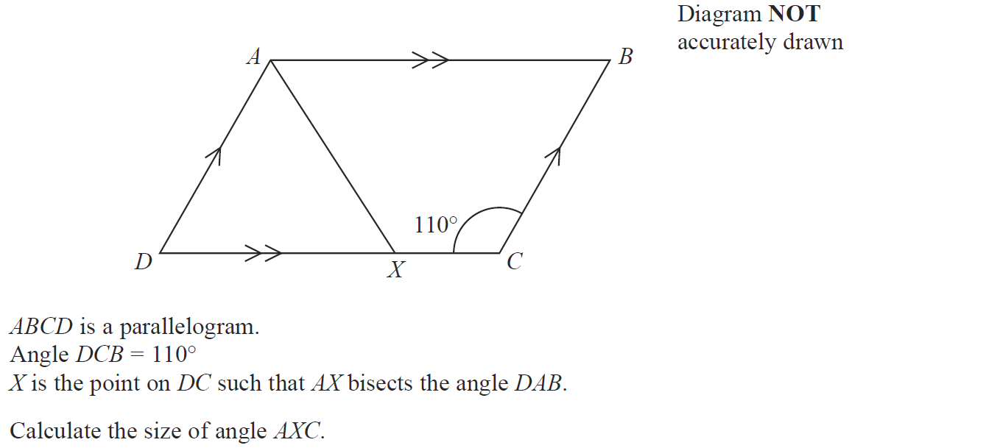 Diagram NOT
accurately drawn
A
B
110°
D
X
C
ABCD is a parallelogram.
Angle DCB = 110°
X is the point on DC such that AX bisects the angle DAB.
Calculate the size of angle AXC.